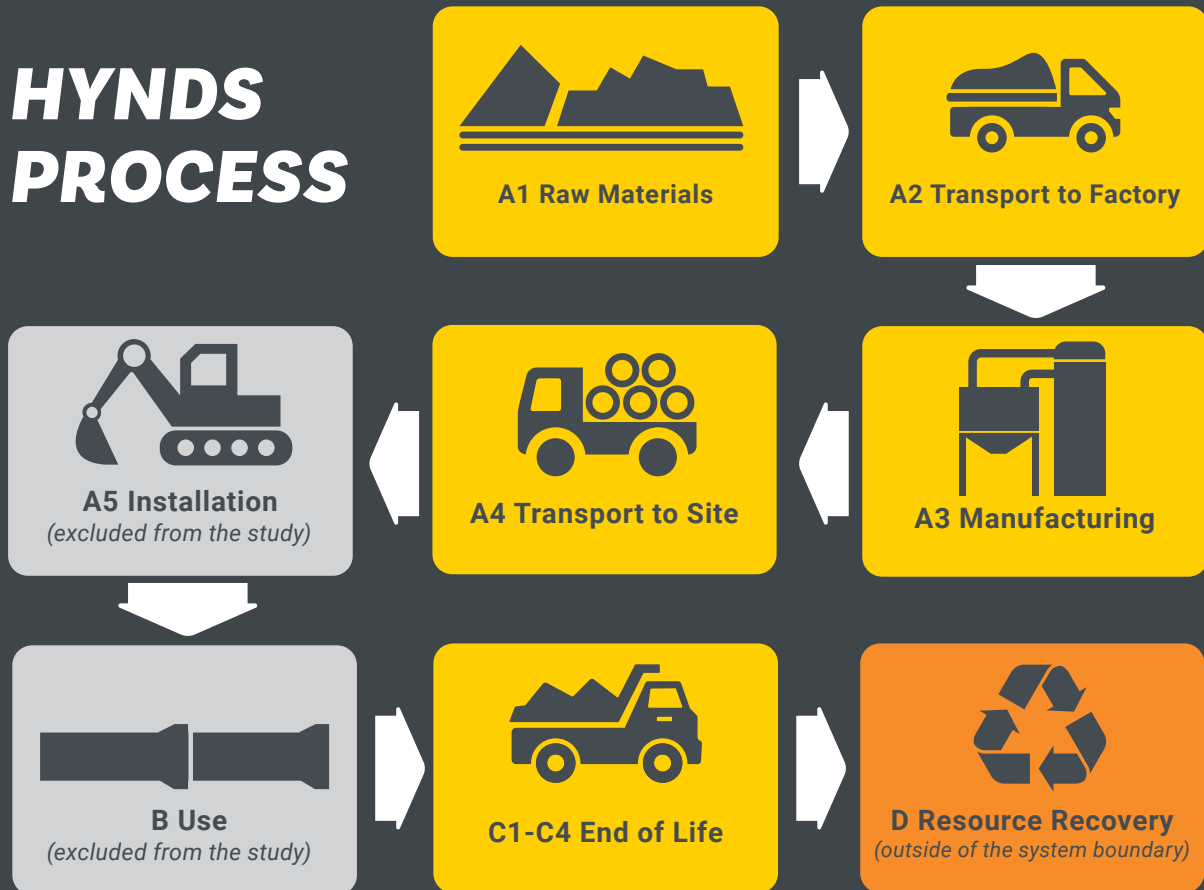 HYNDS
PROCESS
A1 Raw Materials
A2 Transport to Factory
A5 Installation
(excluded from the study)
A4 Transport to Site
A3 Manufacturing
B Use
(excluded from the study)
C1-C4 End of Life
D Resource Recovery
(outside of the system boundary)